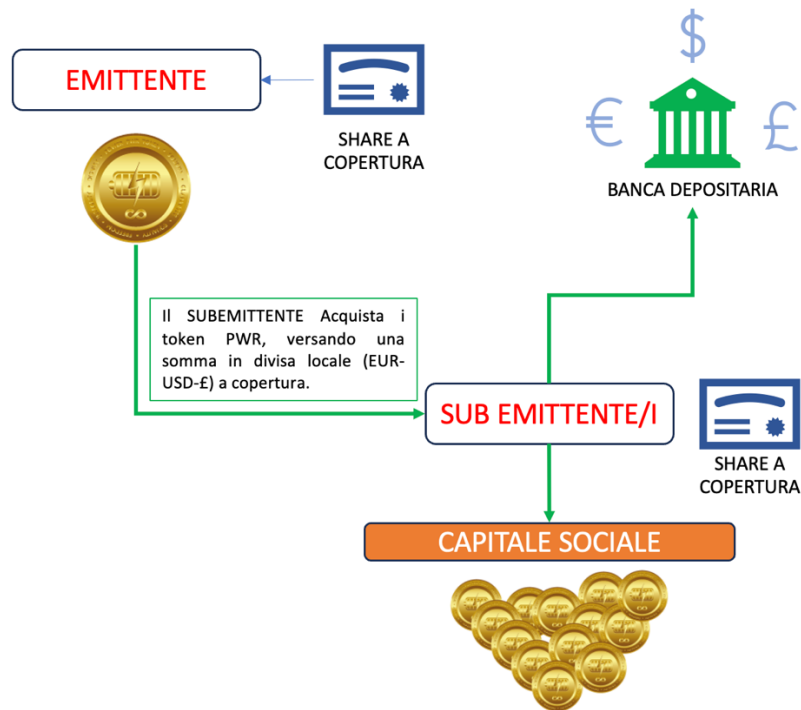 EMITTENTE
SHARE A
COPERTURA
$
€
£
BANCA DEPOSITARIA
Il SUBEMITTENTE Acquista i
token PWR, versando una
somma in divisa locale (EUR-
USD-£) a copertura.
SUB EMITTENTE/I
SHARE A
COPERTURA
CAPITALE SOCIALE